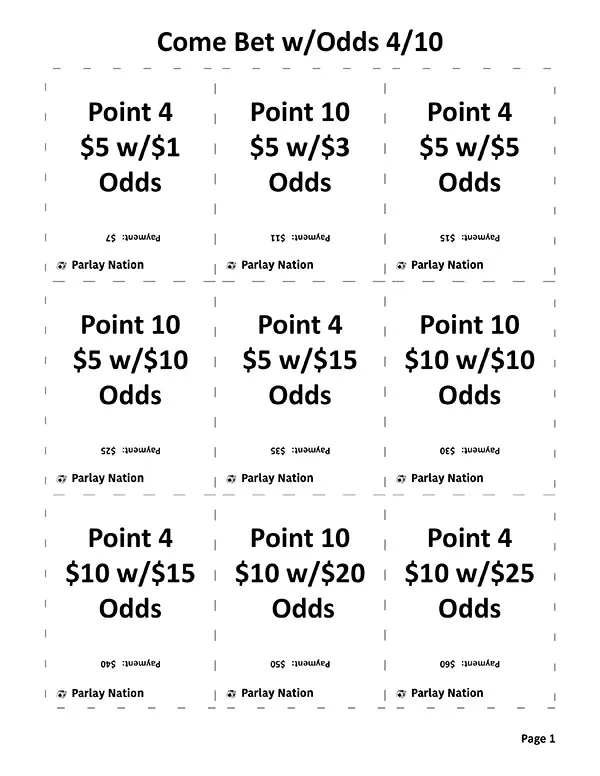 Come Bet w/Odds 4/10
Point 4
$5 w/$1
Odds
Payment: $7
Parlay Nation
Point 10
$5 w/$3
Odds
Payment: $11
Parlay Nation
Point 4
$5 w/$5
Odds
Payment: $15
Parlay Nation
Point 10
$5 w/$10
Odds
Payment: $25
Parlay Nation
Point 4
$5 w/$15
Odds
Payment: $35
Parlay Nation
Point 10
$10 w/$10
Odds
Payment: $30
Parlay Nation
Point 4
$10 w/$15
Odds
Payment: $40
Parlay Nation
Point 10
$10 w/$20
Odds
Payment: $50
Parlay Nation
Point 4
$10 w/$25
Odds
Payment: $60
Parlay Nation
Page 1